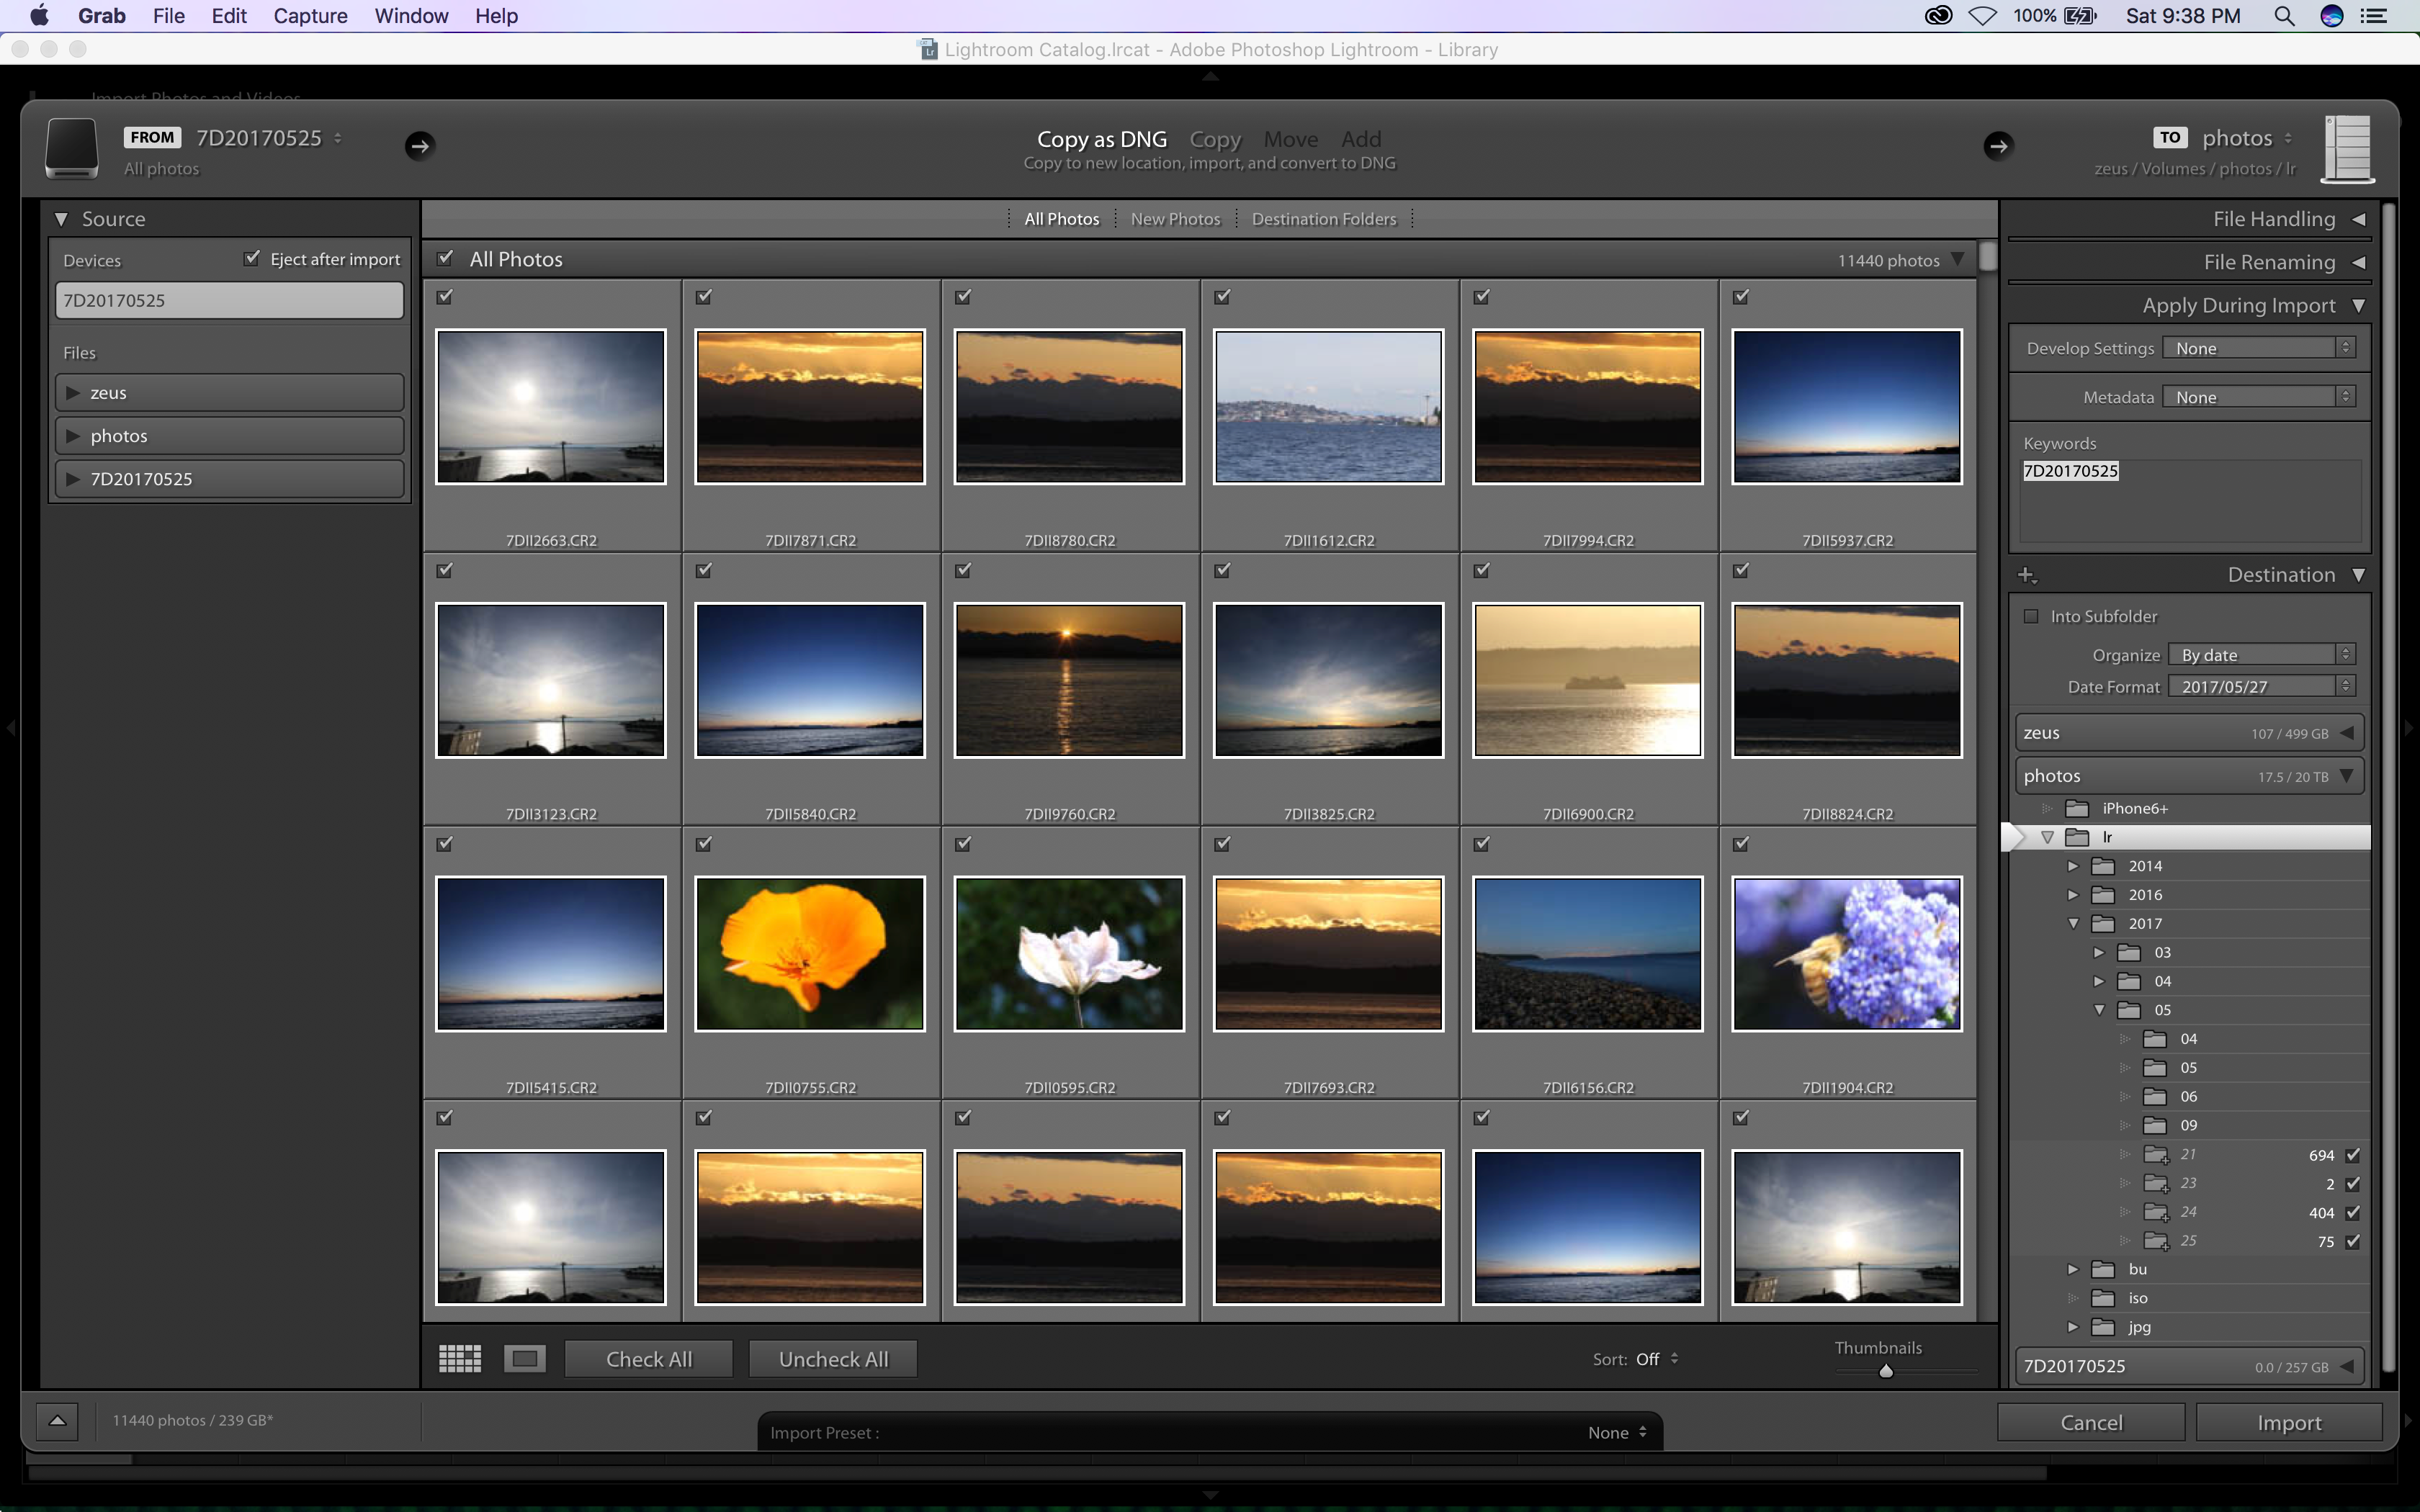 Grab File Edit Capture Window Help 100% Sat 9:38 PM
Lightroom Catalog.lrcat - Adobe Photoshop Lightroom - Library
Import Photos and Videos
FROM 7D20170525
All photos
Copy as DNG Copy Move Add
Copy to new location, import, and convert to DNG
TO photos
zeus / Volumes / photos / lr
Source
Devices Eject after import
7D20170525
Files
zeus
photos
7D20170525
All Photos New Photos Destination Folders
All Photos 11440 photos
7DII2663.CR2 7DII7871.CR2 7DII8780.CR2 7DII1612.CR2 7DII7994.CR2 7DII5937.CR2
7DII3123.CR2 7DII5840.CR2 7DII9760.CR2 7DII3825.CR2 7DII6900.CR2 7DII8824.CR2
7DII5415.CR2 7DII0755.CR2 7DII0595.CR2 7DII7693.CR2 7DII6156.CR2 7DII1904.CR2
Check All Uncheck All Sort: Off Thumbnails
File Handling
File Renaming
Apply During Import
Develop Settings None
Metadata None
Keywords
7D20170525
Destination
Into Subfolder
Organize By date
Date Format 2017/05/27
zeus 107 / 499 GB
photos 17.5 / 20 TB
iPhone6+
lr
2014
2016
2017
03
04
05
04
05
06
09
21 694
23 2
24 404
25 75
bu
iso
jpg
7D20170525 0.0 / 257 GB
11440 photos / 239 GB*
Import Preset : None
Cancel Import